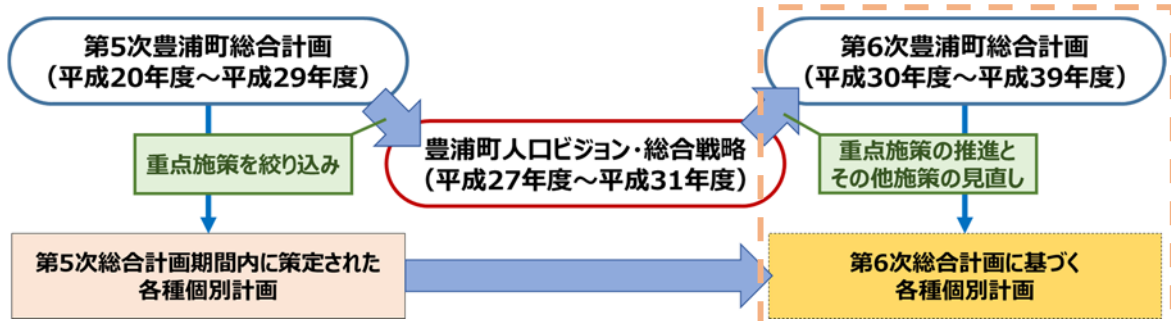 第5次豊浦町総合計画
（平成20年度～平成29年度）
第6次豊浦町総合計画
（平成30年度～平成39年度）
重点施策を絞り込み
豊浦町人口ビジョン・総合戦略
（平成27年度～平成31年度）
重点施策の推進と
その他施策の見直し
第5次総合計画期間内に策定された
各種個別計画
第6次総合計画に基づく
各種個別計画